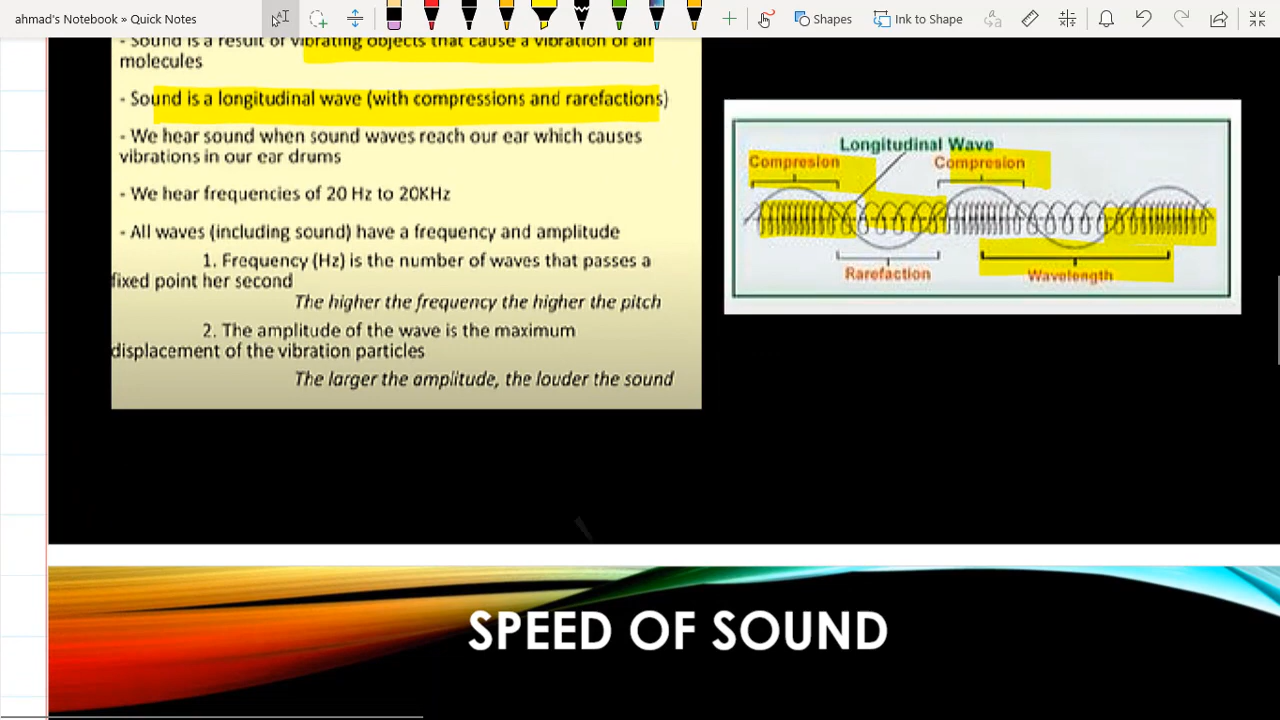 ahmad's Notebook » Quick Notes
Shapes
Ink to Shape
- Sound is a result of vibrating objects that cause a vibration of air
molecules
- Sound is a longitudinal wave (with compressions and rarefactions)
- We hear sound when sound waves reach our ear which causes
vibrations in our ear drums
- We hear frequencies of 20 Hz to 20KHz
- All waves (including sound) have a frequency and amplitude
1. Frequency (Hz) is the number of waves that passes a
fixed point her second
The higher the frequency the higher the pitch
2. The amplitude of the wave is the maximum
displacement of the vibration particles
The larger the amplitude, the louder the sound
Longitudinal Wave
Compresion
Compresion
Rarefaction
Wavelength
SPEED OF SOUND